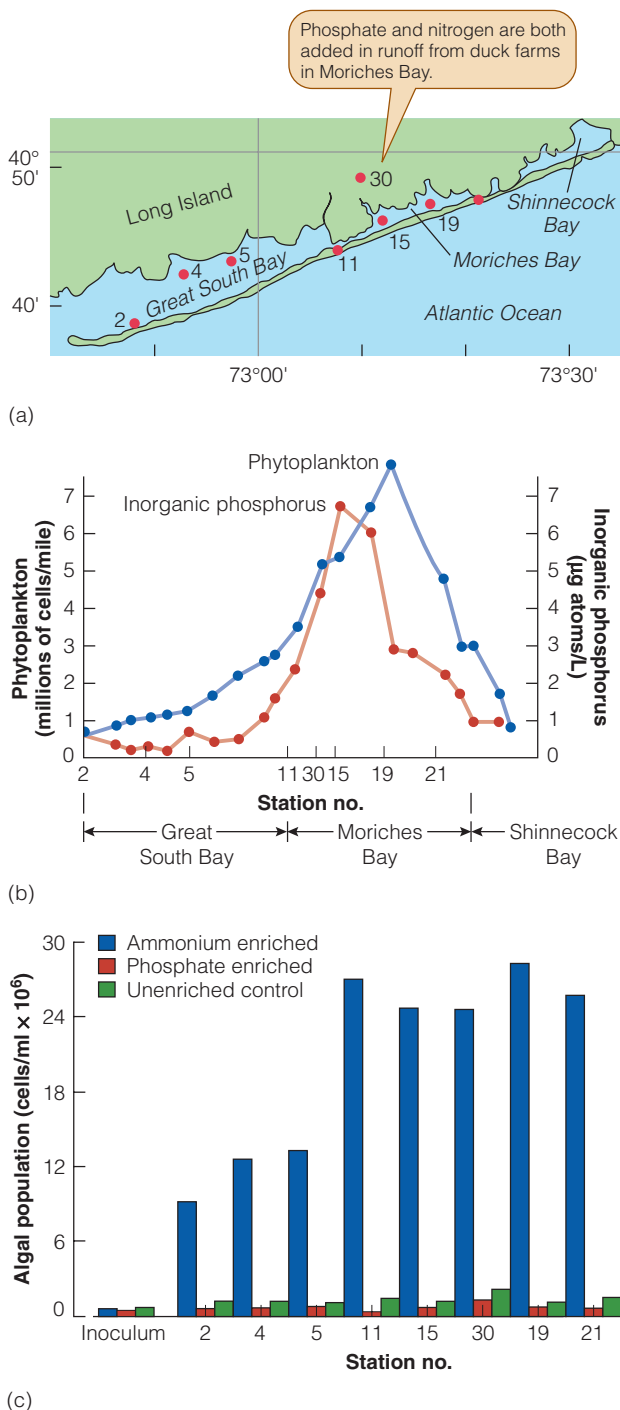 Phosphate and nitrogen are both
added in runoff from duck farms
in Moriches Bay.
40°
50'
40'
Long Island
30
Shinnecock
Bay
19
15
Moriches Bay
11
5
4
Great South Bay
2
Atlantic Ocean
73°00'
73°30'
(a)
Phytoplankton
Inorganic phosphorus
Phytoplankton
(millions of cells/mile)
7
6
5
4
3
2
1
0
7
6
5
4
3
2
1
0
Inorganic phosphorus
(µg atoms/L)
2 4 5 11 30 15 19 21
Station no.
Great
South Bay
Moriches
Bay
Shinnecock
Bay
(b)
Ammonium enriched
Phosphate enriched
Unenriched control
Algal population (cells/ml × 10⁶)
30
24
18
12
6
0
Inoculum 2 4 5 11 15 30 19 21
Station no.
(c)